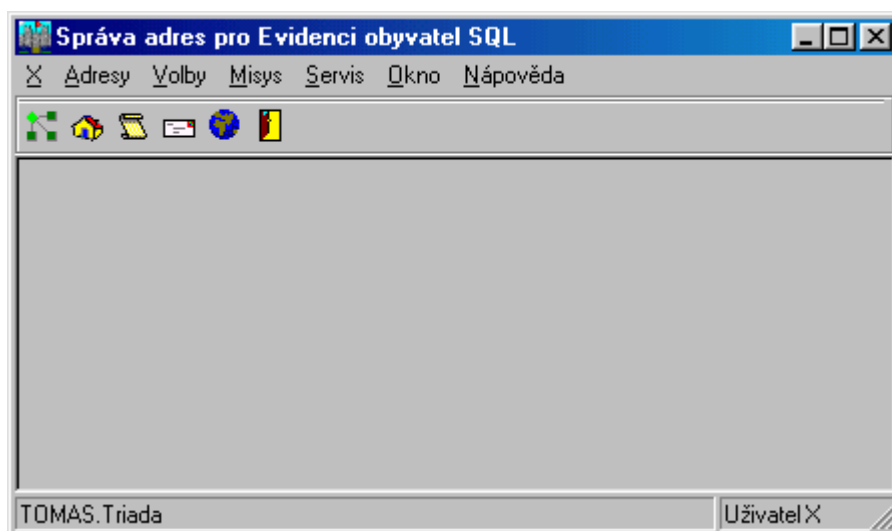 Správa adres pro Evidenci obyvatel SQL
X Adresy Volby Misys Servis Okno Nápověda
TOMAS.Triada Uživatel X